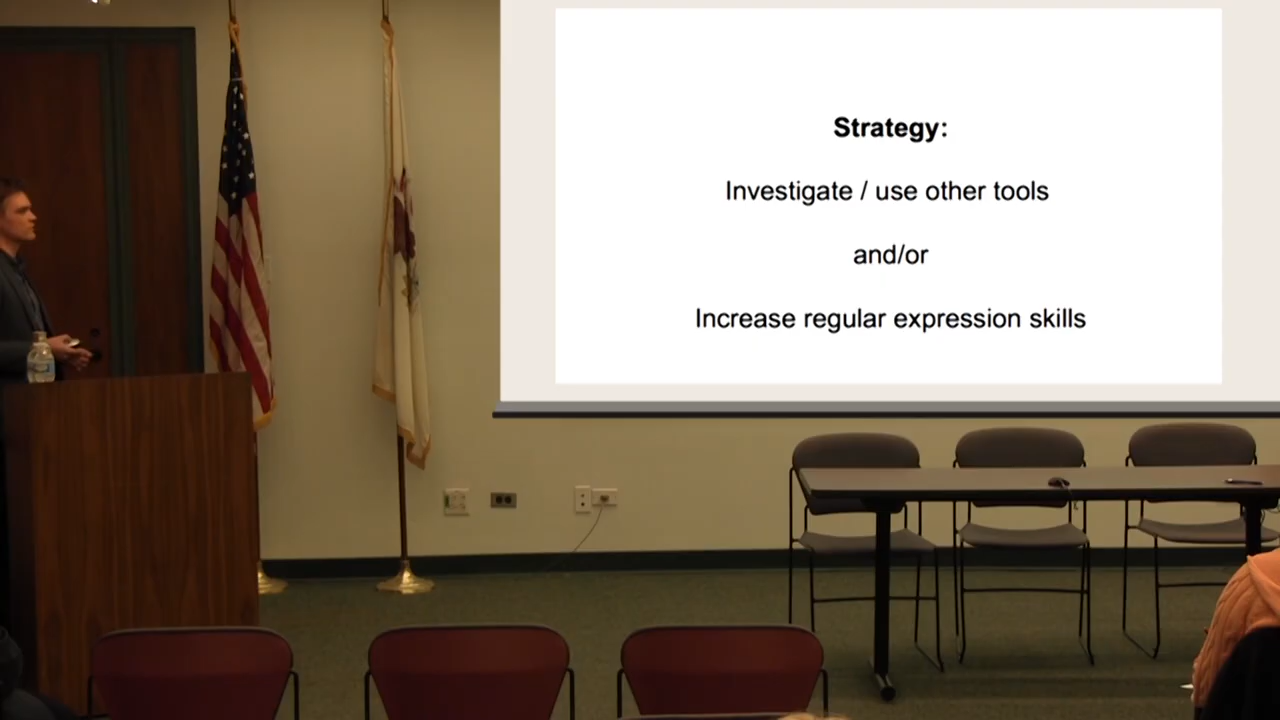 Strategy:
Investigate / use other tools
and/or
Increase regular expression skills